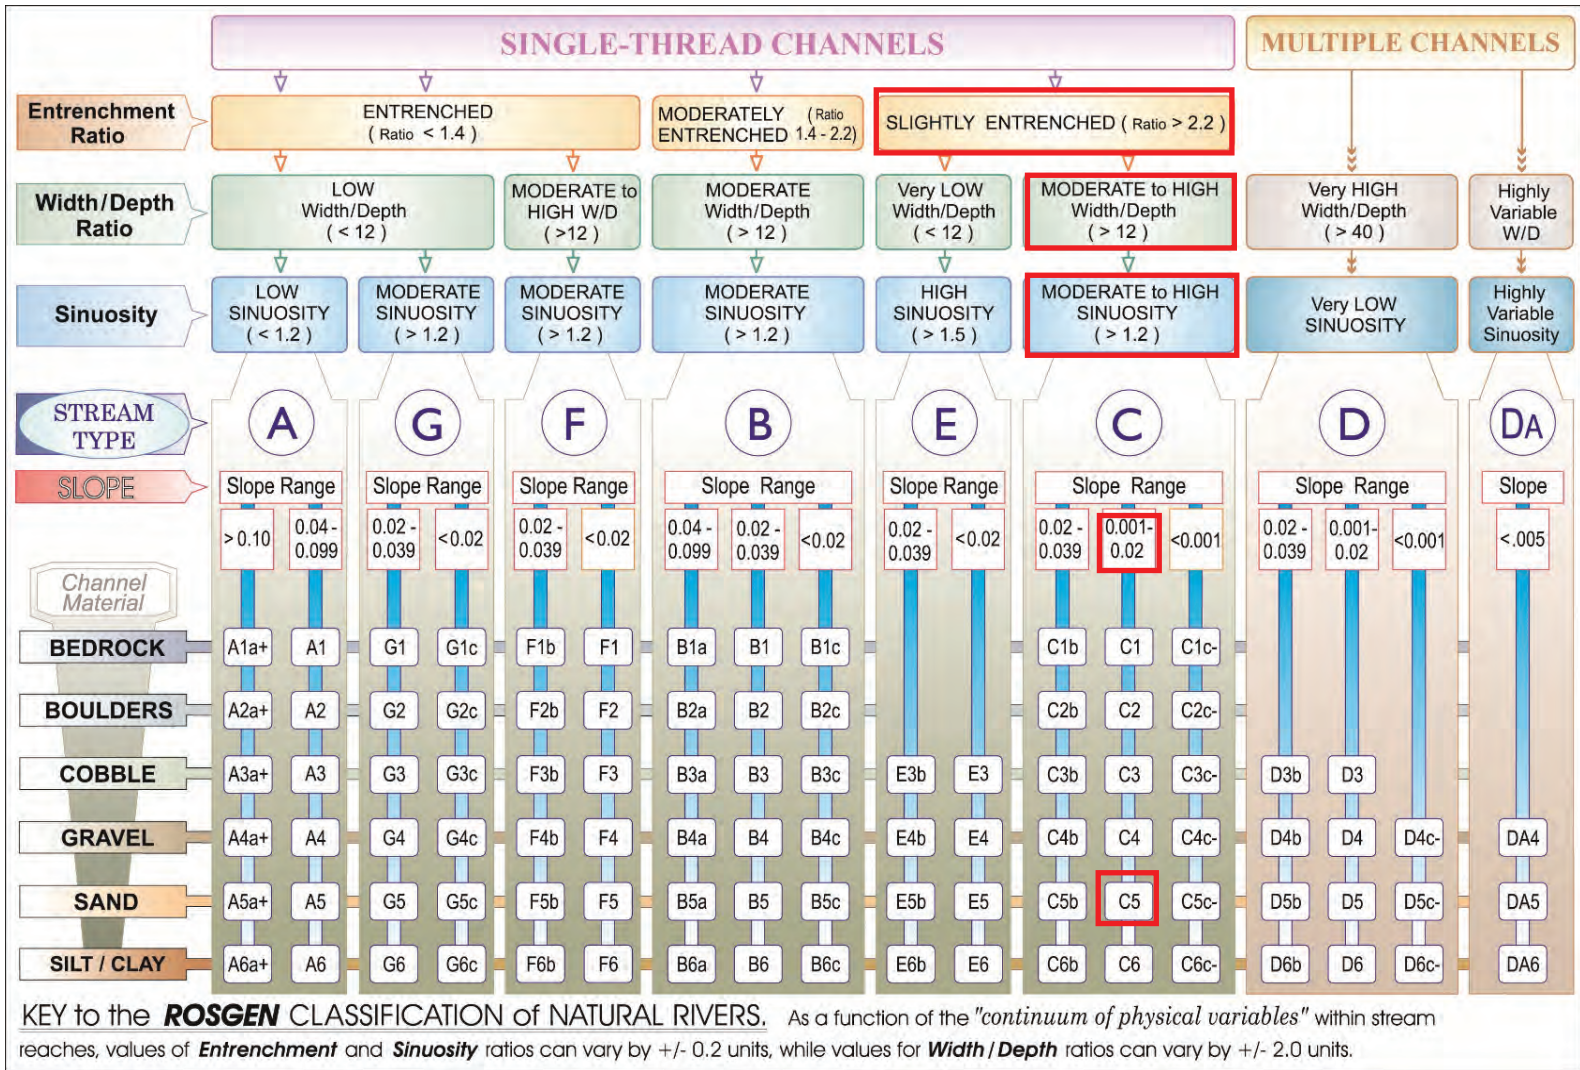 SINGLE-THREAD CHANNELS
MULTIPLE CHANNELS
Entrenchment
Ratio
ENTRENCHED
( Ratio < 1.4 )
MODERATELY ( Ratio
ENTRENCHED 1.4 - 2.2)
SLIGHTLY ENTRENCHED ( Ratio > 2.2 )
Width/Depth
Ratio
LOW
Width/Depth
( < 12 )
MODERATE to
HIGH W/D
( >12 )
MODERATE
Width/Depth
( > 12 )
Very LOW
Width/Depth
( < 12 )
MODERATE to HIGH
Width/Depth
( > 12 )
Very HIGH
Width/Depth
( > 40 )
Highly
Variable
W/D
Sinuosity
LOW
SINUOSITY
( < 1.2 )
MODERATE
SINUOSITY
( > 1.2 )
MODERATE
SINUOSITY
( > 1.2 )
MODERATE
SINUOSITY
( > 1.2 )
HIGH
SINUOSITY
( > 1.5 )
MODERATE to HIGH
SINUOSITY
( > 1.2 )
Very LOW
SINUOSITY
Highly
Variable
Sinuosity
STREAM
TYPE
A G F B E C D DA
SLOPE
Slope Range Slope Range Slope Range Slope Range Slope Range Slope Range Slope Range Slope
> 0.10
0.04 -
0.099
0.02 -
0.039
<0.02
0.02 -
0.039
<0.02
0.04 -
0.099
0.02 -
0.039
<0.02
0.02 -
0.039
<0.02
0.02 -
0.039
0.001-
0.02
<0.001
0.02 -
0.039
0.001-
0.02
<0.001
<.005
Channel
Material
BEDROCK A1a+ A1 G1 G1c F1b F1 B1a B1 B1c C1b C1 C1c-
BOULDERS A2a+ A2 G2 G2c F2b F2 B2a B2 B2c C2b C2 C2c-
COBBLE A3a+ A3 G3 G3c F3b F3 B3a B3 B3c E3b E3 C3b C3 C3c- D3b D3
GRAVEL A4a+ A4 G4 G4c F4b F4 B4a B4 B4c E4b E4 C4b C4 C4c- D4b D4 D4c- DA4
SAND A5a+ A5 G5 G5c F5b F5 B5a B5 B5c E5b E5 C5b C5 C5c- D5b D5 D5c- DA5
SILT / CLAY A6a+ A6 G6 G6c F6b F6 B6a B6 B6c E6b E6 C6b C6 C6c- D6b D6 D6c- DA6
KEY to the ROSGEN CLASSIFICATION of NATURAL RIVERS. As a function of the "continuum of physical variables" within stream
reaches, values of Entrenchment and Sinuosity ratios can vary by +/- 0.2 units, while values for Width / Depth ratios can vary by +/- 2.0 units.